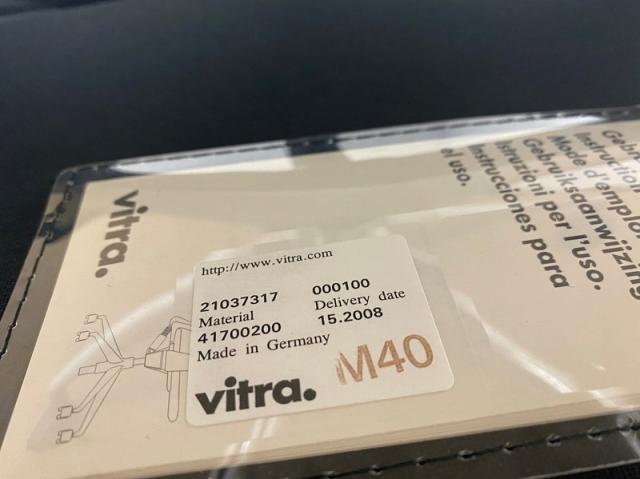 vitra.
Instruction
Mode d'emploi
Gebruiksaanwijzing
Istruzioni per l'uso.
Instrucciones para
el uso.
http://www.vitra.com
21037317 000100
Material Delivery date
41700200 15.2008
Made in Germany
vitra. M40